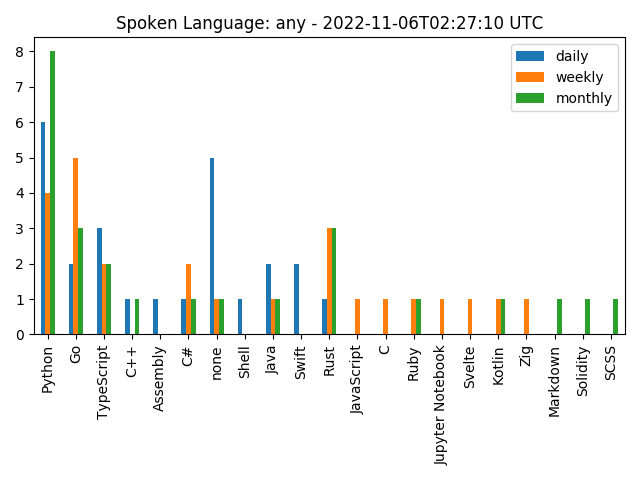 Spoken Language: any - 2022-11-06T02:27:10 UTC
daily
weekly
monthly
8
7
6
5
4
3
2
1
0
Python
Go
TypeScript
C++
Assembly
C#
none
Shell
Java
Swift
Rust
JavaScript
C
Ruby
Jupyter Notebook
Svelte
Kotlin
Zig
Markdown
Solidity
SCSS